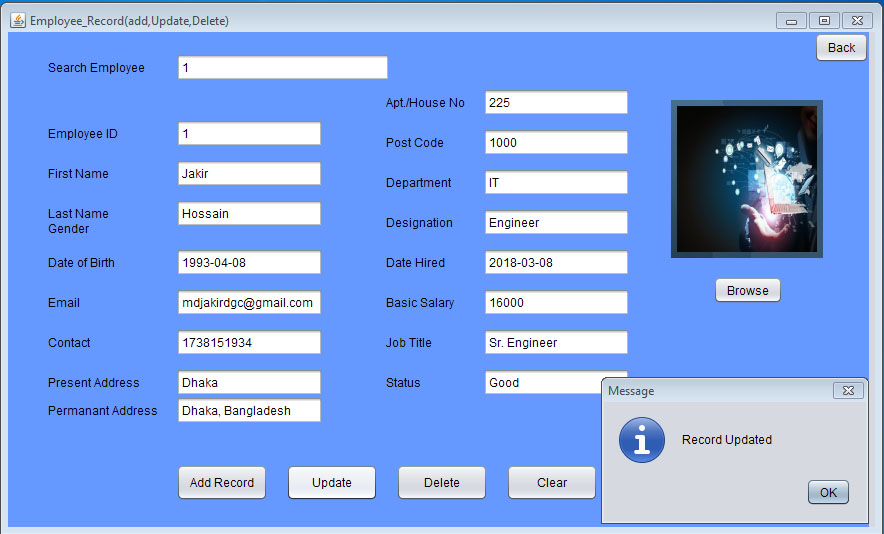 Employee_Record(add,Update,Delete)
Back
Search Employee 1
Employee ID 1
First Name Jakir
Last Name Hossain
Gender
Date of Birth 1993-04-08
Email mdjakirdgc@gmail.com
Contact 1738151934
Present Address Dhaka
Permanant Address Dhaka, Bangladesh
Apt./House No 225
Post Code 1000
Department IT
Designation Engineer
Date Hired 2018-03-08
Basic Salary 16000
Job Title Sr. Engineer
Status Good
Browse
Add Record Update Delete Clear
Message
Record Updated
OK